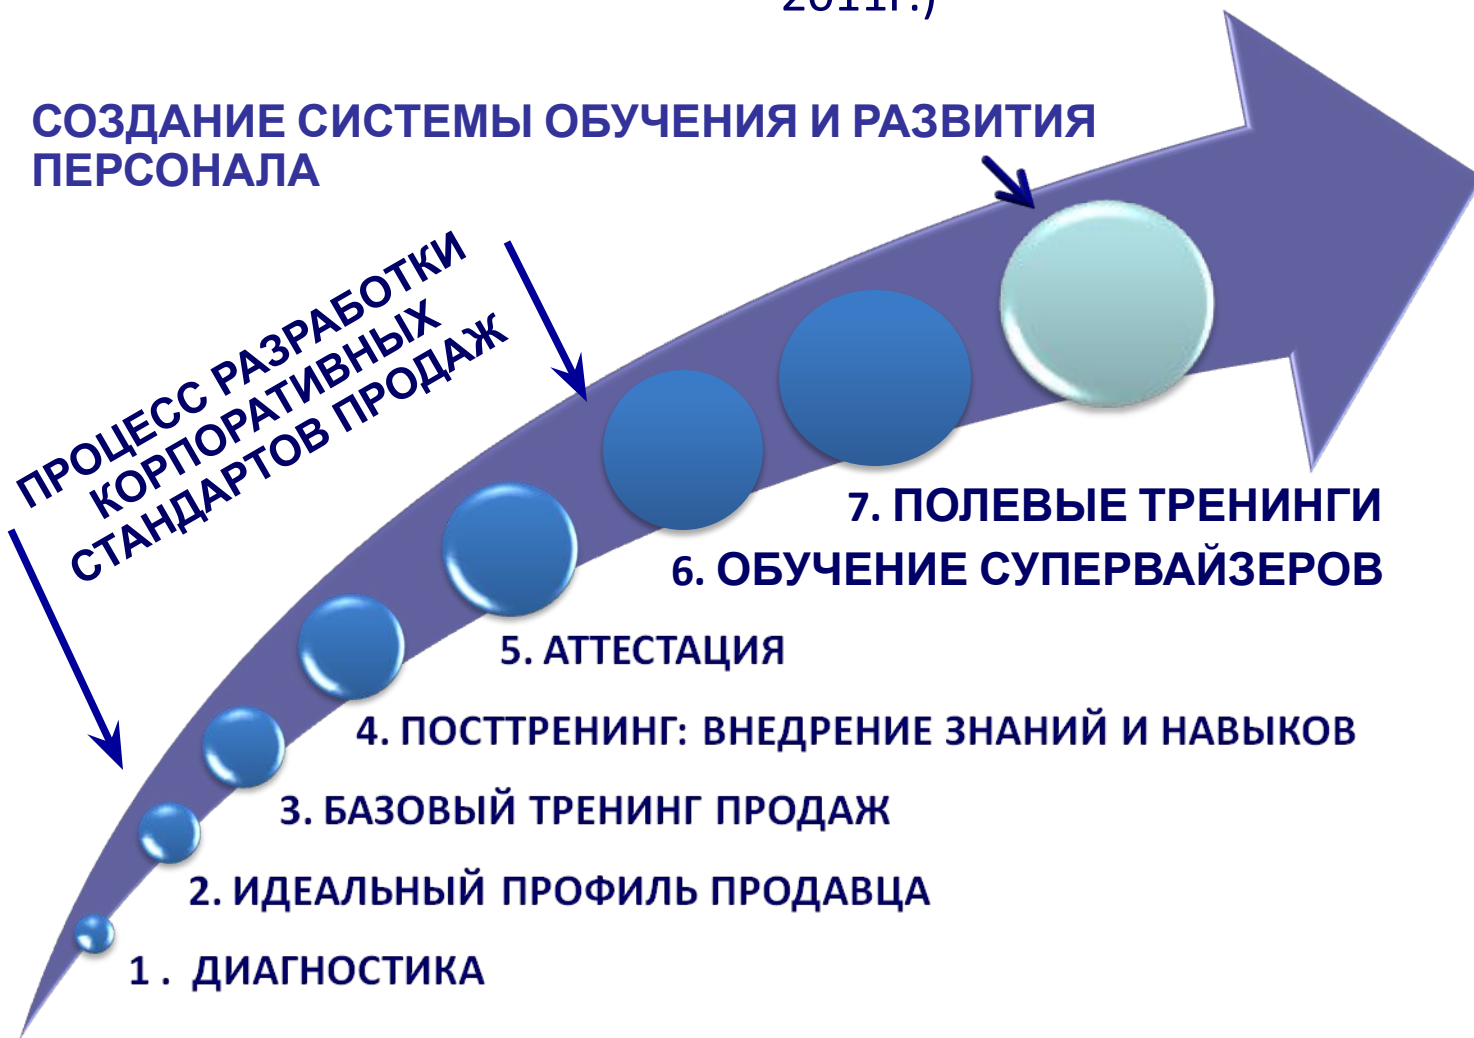 2011г.)
СОЗДАНИЕ СИСТЕМЫ ОБУЧЕНИЯ И РАЗВИТИЯ
ПЕРСОНАЛА
ПРОЦЕСС РАЗРАБОТКИ
КОРПОРАТИВНЫХ
СТАНДАРТОВ ПРОДАЖ
7. ПОЛЕВЫЕ ТРЕНИНГИ
6. ОБУЧЕНИЕ СУПЕРВАЙЗЕРОВ
5. АТТЕСТАЦИЯ
4. ПОСТТРЕНИНГ: ВНЕДРЕНИЕ ЗНАНИЙ И НАВЫКОВ
3. БАЗОВЫЙ ТРЕНИНГ ПРОДАЖ
2. ИДЕАЛЬНЫЙ ПРОФИЛЬ ПРОДАВЦА
1 . ДИАГНОСТИКА